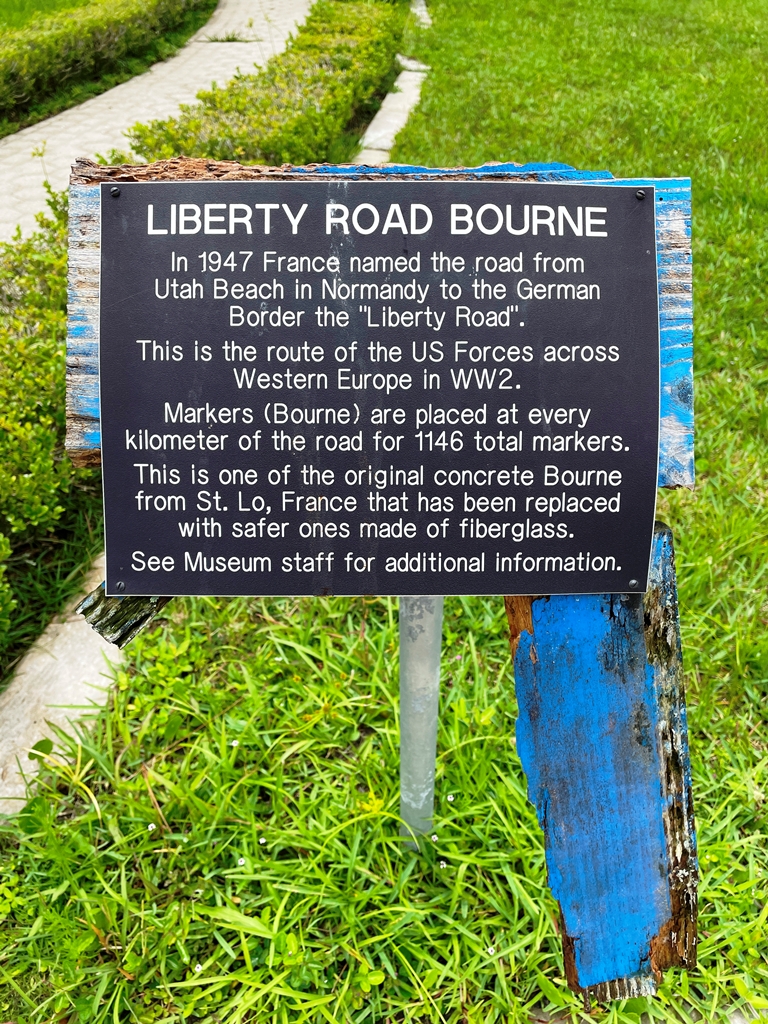 LIBERTY ROAD BOURNE
In 1947 France named the road from
Utah Beach in Normandy to the German
Border the "Liberty Road".
This is the route of the US Forces across
Western Europe in WW2.
Markers (Bourne) are placed at every
kilometer of the road for 1146 total markers.
This is one of the original concrete Bourne
from St. Lo, France that has been replaced
with safer ones made of fiberglass.
See Museum staff for additional information.